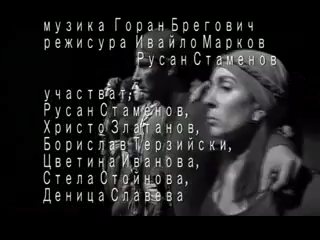 музика Горан Брегович
режисура Ивайло Марков
Русан Стаменов
участват:
Русан Стаменов,
Христо Златанов,
Борислав Терзийски,
Цветина Иванова,
Стела Стойнова,
Деница Славева